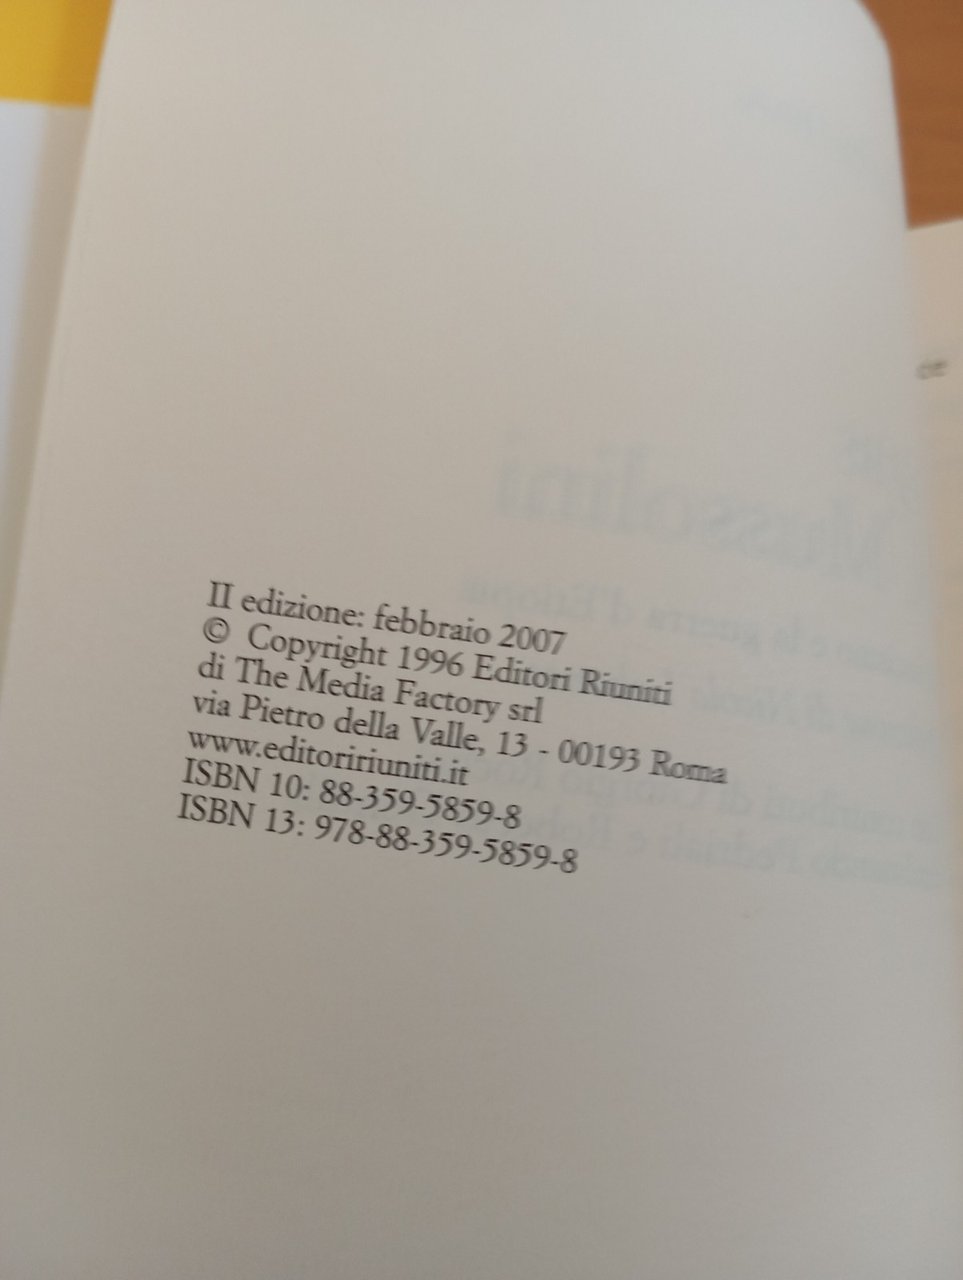 II edizione: febbraio 2007
© Copyright 1996 Editori Riuniti
di The Media Factory srl
via Pietro della Valle, 13 - 00193 Roma
www.editoririuniti.it
ISBN 10: 88-359-5859-8
ISBN 13: 978-88-359-5859-8
Mussolini